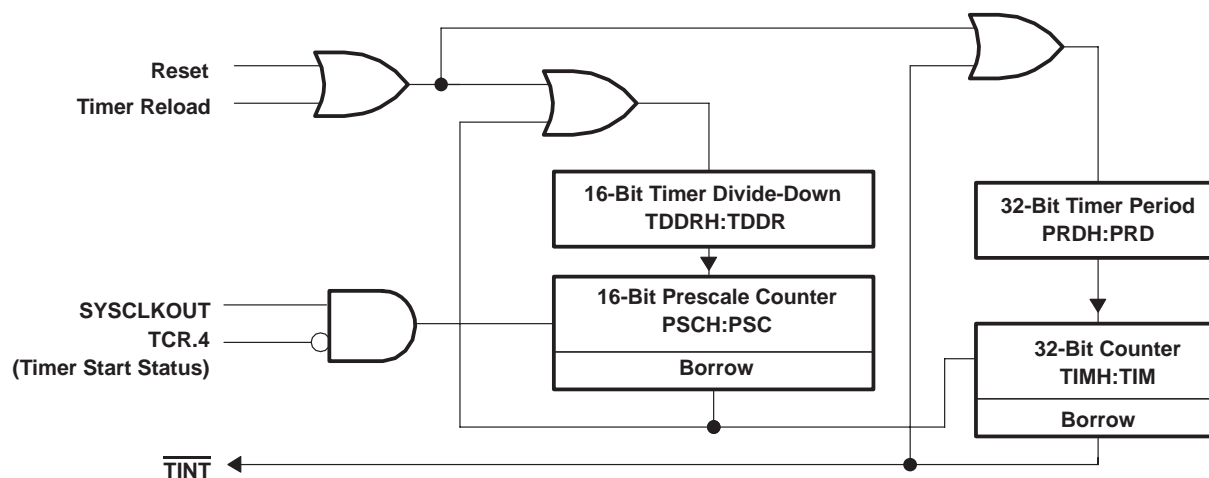 Reset
Timer Reload
16-Bit Timer Divide-Down
TDDRH:TDDR
32-Bit Timer Period
PRDH:PRD
SYSCLKOUT
TCR.4
(Timer Start Status)
16-Bit Prescale Counter
PSCH:PSC
Borrow
32-Bit Counter
TIMH:TIM
Borrow
TINT